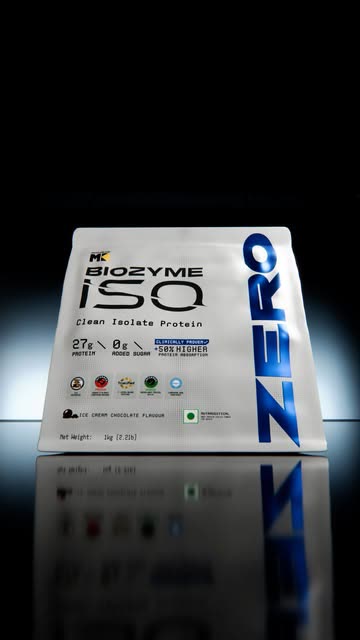 MB
BIOZYME
ISO
Clean Isolate Protein
27g \ 0g \
PROTEIN ADDED SUGAR
CLINICALLY PROVEN
+50% HIGHER
PROTEIN ABSORPTION
ICE CREAM CHOCOLATE FLAVOUR
NUTRACEUTICAL
Net Weight: 1kg (2.2lb)
ZERO